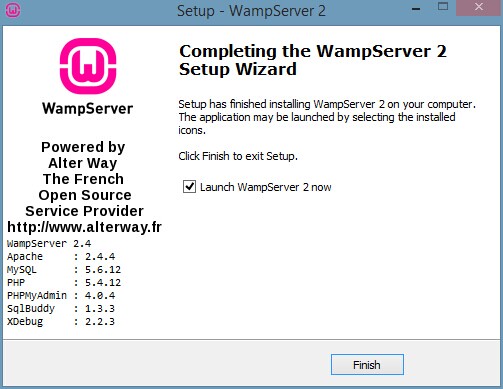 Setup - WampServer 2
WampServer
Powered by
Alter Way
The French
Open Source
Service Provider
http://www.alterway.fr
WampServer 2.4
Apache : 2.4.4
MySQL : 5.6.12
PHP : 5.4.12
PHPMyAdmin : 4.0.4
SqlBuddy : 1.3.3
XDebug : 2.2.3
Completing the WampServer 2
Setup Wizard
Setup has finished installing WampServer 2 on your computer.
The application may be launched by selecting the installed
icons.
Click Finish to exit Setup.
Launch WampServer 2 now
Finish